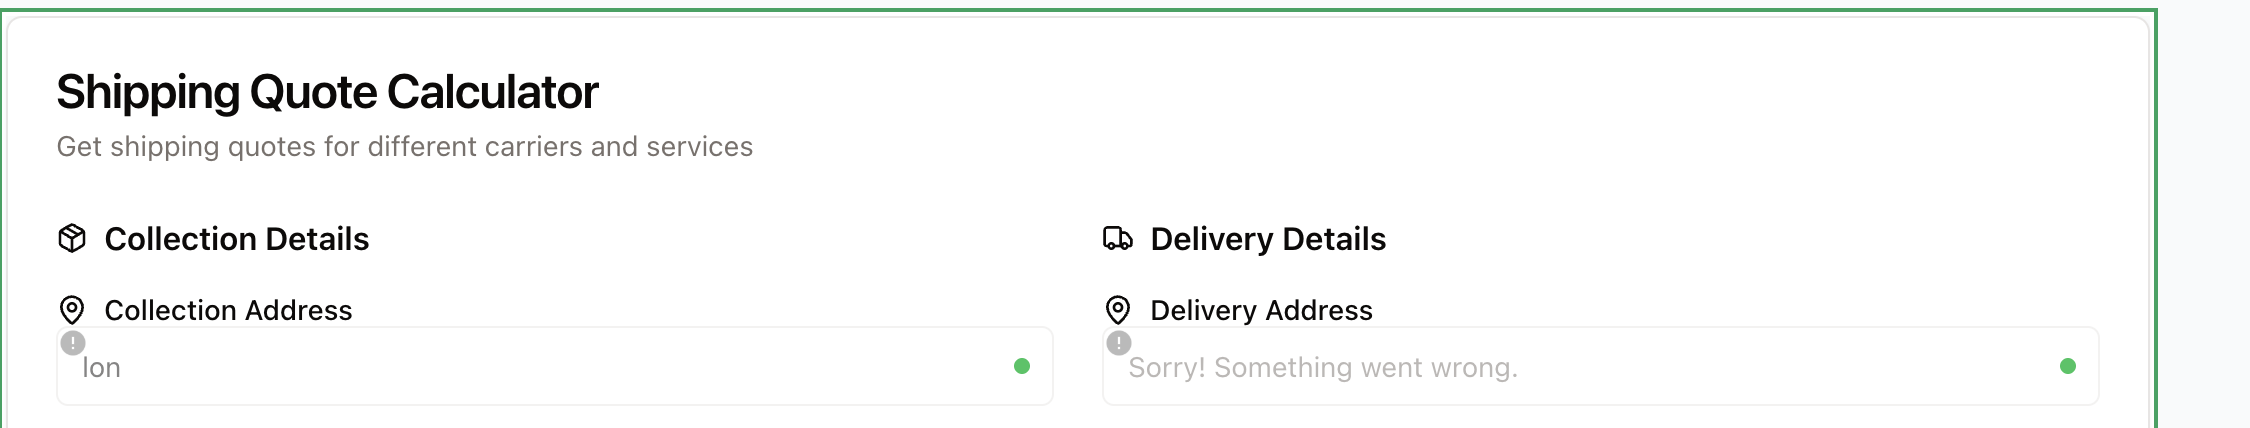 Shipping Quote Calculator
Get shipping quotes for different carriers and services
Collection Details
Collection Address
lon
Delivery Details
Delivery Address
Sorry! Something went wrong.